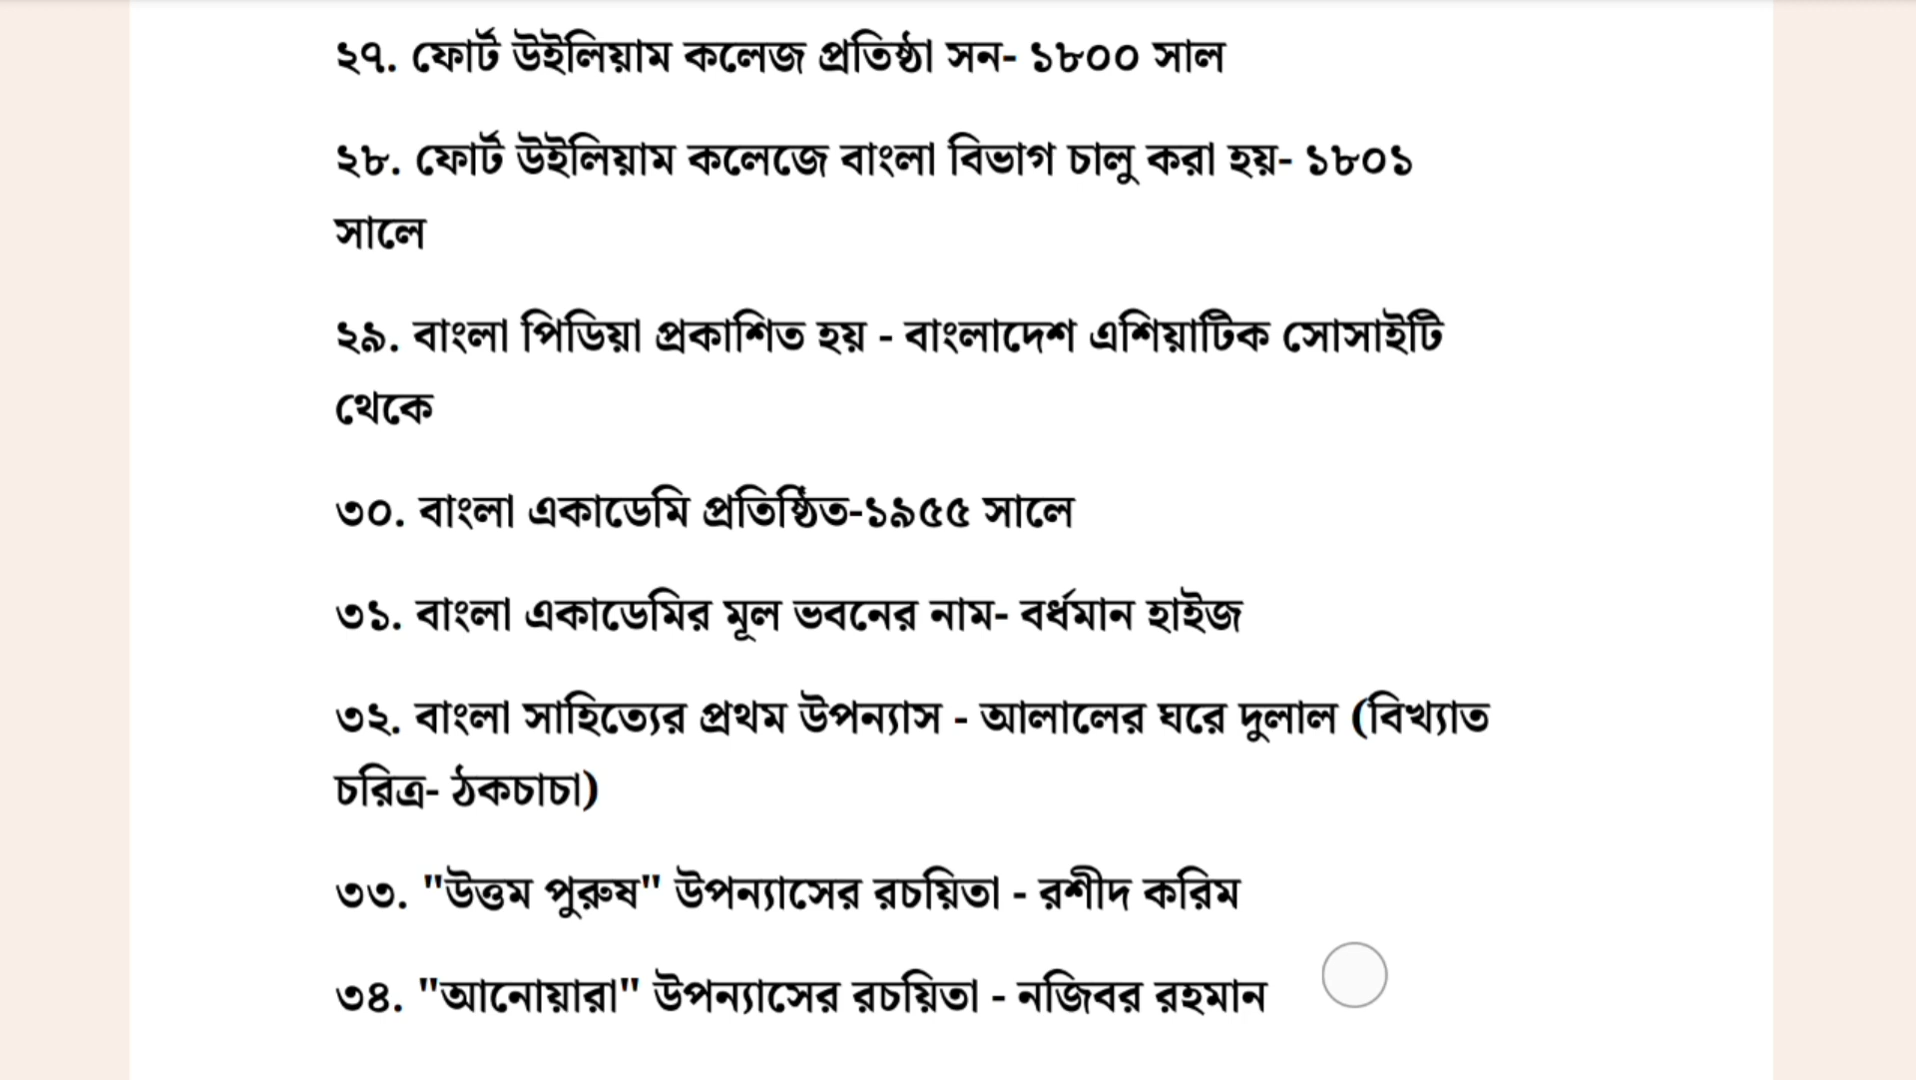 ২৭. ফোর্ট উইলিয়াম কলেজ প্রতিষ্ঠা সন- ১৮০০ সাল
২৮. ফোর্ট উইলিয়াম কলেজে বাংলা বিভাগ চালু করা হয়- ১৮০১
সালে
২৯. বাংলা পিডিয়া প্রকাশিত হয় - বাংলাদেশ এশিয়াটিক সোসাইটি
থেকে
৩০. বাংলা একাডেমি প্রতিষ্ঠিত-১৯৫৫ সালে
৩১. বাংলা একাডেমির মূল ভবনের নাম- বর্ধমান হাইজ
৩২. বাংলা সাহিত্যের প্রথম উপন্যাস - আলালের ঘরে দুলাল (বিখ্যাত
চরিত্র- ঠকচাচা)
৩৩. "উত্তম পুরুষ" উপন্যাসের রচয়িতা - রশীদ করিম
৩৪. "আনোয়ারা" উপন্যাসের রচয়িতা - নজিবর রহমান